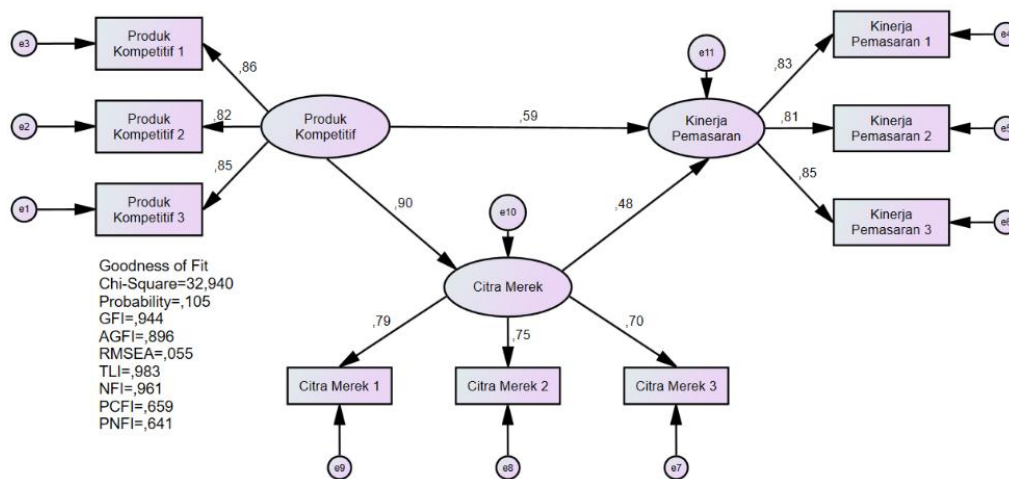 e3
Produk
Kompetitif 1
,86
e2
Produk
Kompetitif 2
,82
e1
Produk
Kompetitif 3
,85
Produk
Kompetitif
,59
,90
e11
Kinerja
Pemasaran
,83
Kinerja
Pemasaran 1
e4
,81
Kinerja
Pemasaran 2
e5
,85
Kinerja
Pemasaran 3
e6
,48
e10
Citra Merek
,79
,75
,70
Citra Merek 1
Citra Merek 2
Citra Merek 3
e9
e8
e7
Goodness of Fit
Chi-Square=32,940
Probability=,105
GFI=,944
AGFI=,896
RMSEA=,055
TLI=,983
NFI=,961
PCFI=,659
PNFI=,641